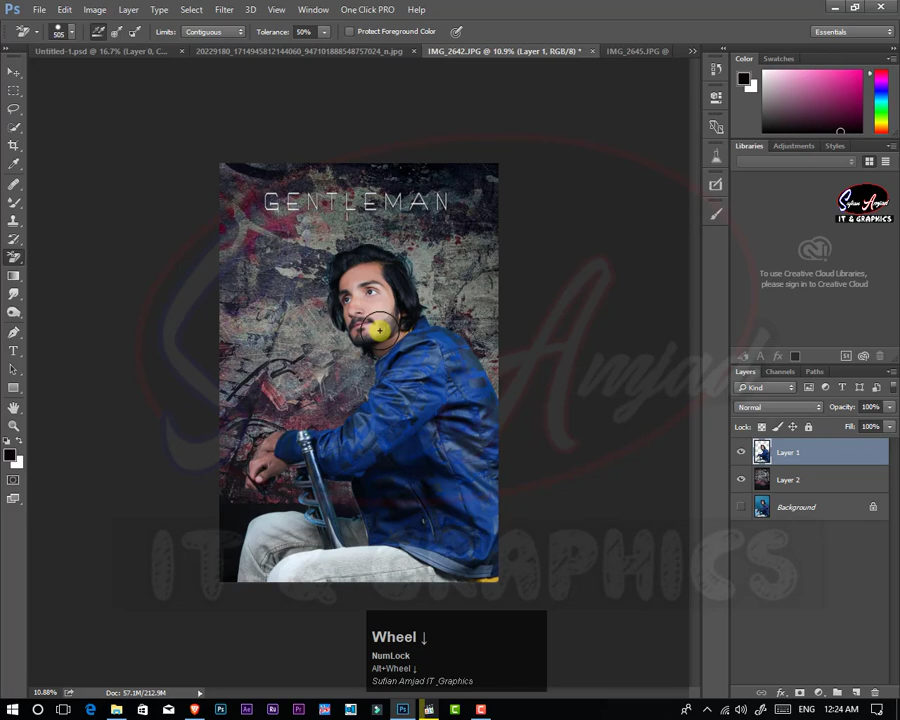 File Edit Image Layer Type Select Filter 3D View Window One Click PRO Help
505 Limits: Contiguous Tolerance: 50% Protect Foreground Color Essentials
Untitled-1.psd @ 16.7% (Layer 0, C... × 20229180_1714945812144060_947101888548757024_n.jpg × IMG_2642.JPG @ 10.9% (Layer 1, RGB/8) * × IMG_2645.JPG @
Color Swatches
Libraries Adjustments Styles
GENTLEMAN
Sufian Amjad
IT & GRAPHICS
To use Creative Cloud Libraries,
please sign in to Creative Cloud
Sufian Amjad
Layers Channels Paths
Kind
Normal Opacity: 100%
Lock: Fill: 100%
Layer 1
Layer 2
Background
IT & GRAPHICS
Wheel ↓
NumLock
Alt+Wheel ↓
Sufian Amjad IT_Graphics
10.88% Doc: 57.1M/212.9M
ENG 12:24 AM